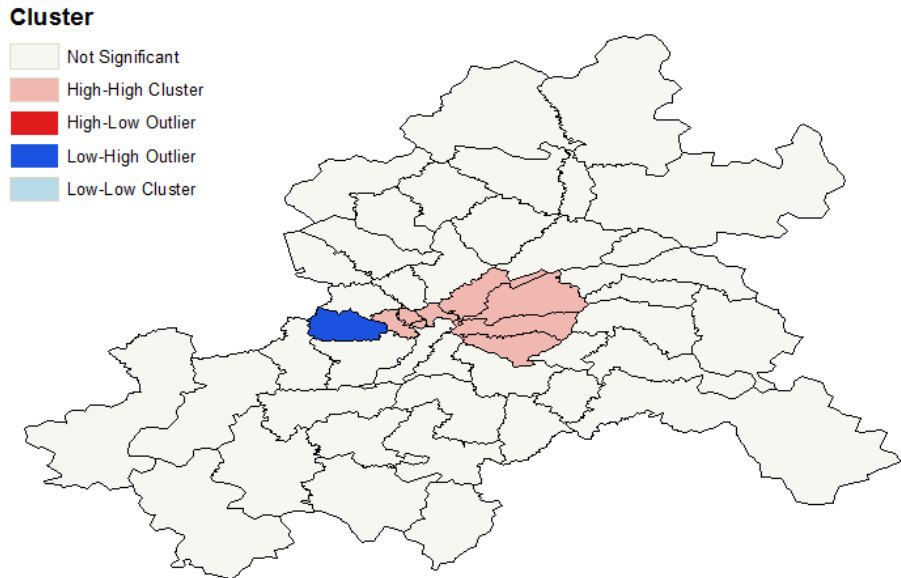 Cluster
Not Significant
High-High Cluster
High-Low Outlier
Low-High Outlier
Low-Low Cluster